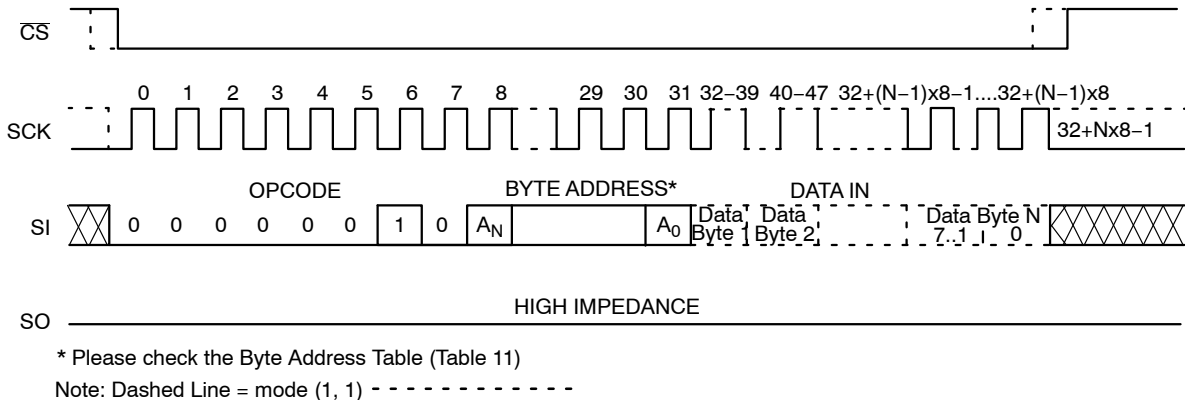 CS
0 1 2 3 4 5 6 7 8 29 30 31 32–39 40–47 32+(N–1)x8–1....32+(N–1)x8
SCK
32+Nx8–1
OPCODE BYTE ADDRESS* DATA IN
SI 0 0 0 0 0 0 1 0 AN A0 Data Byte 1 Data Byte 2 Data Byte N
7..1 0
HIGH IMPEDANCE
SO
* Please check the Byte Address Table (Table 11)
Note: Dashed Line = mode (1, 1)